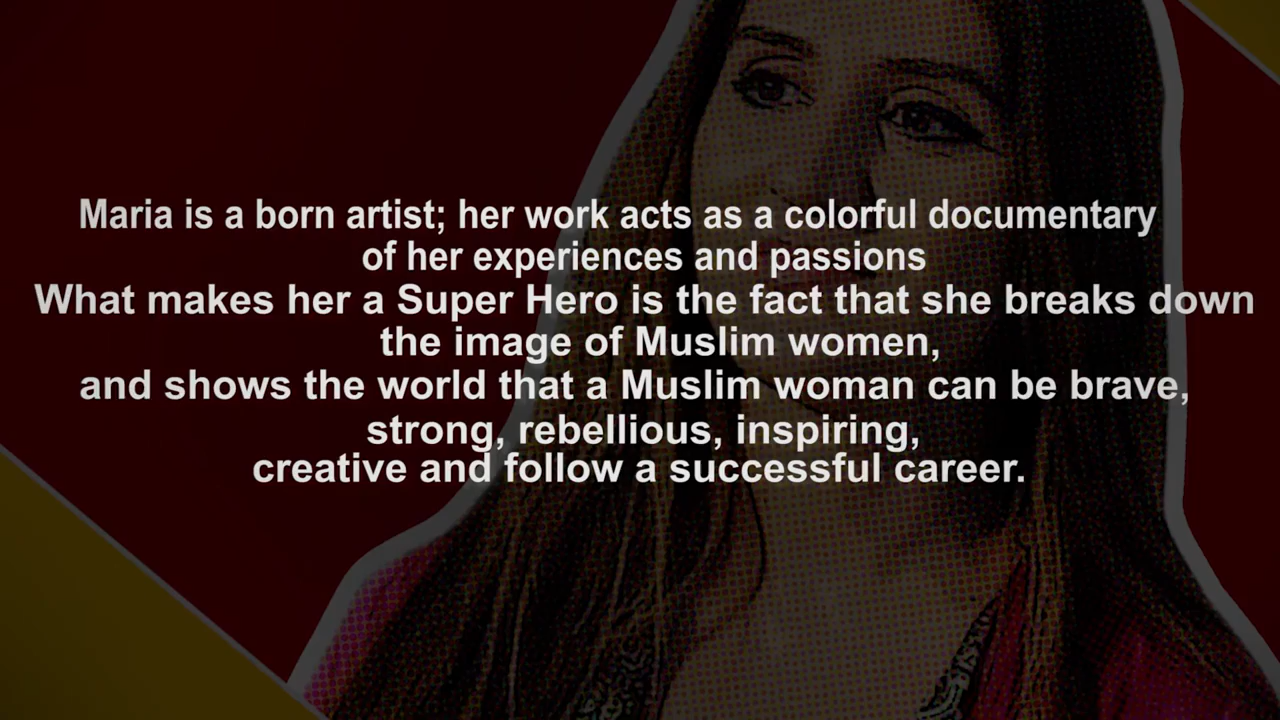 Maria is a born artist; her work acts as a colorful documentary
of her experiences and passions
What makes her a Super Hero is the fact that she breaks down
the image of Muslim women,
and shows the world that a Muslim woman can be brave,
strong, rebellious, inspiring,
creative and follow a successful career.